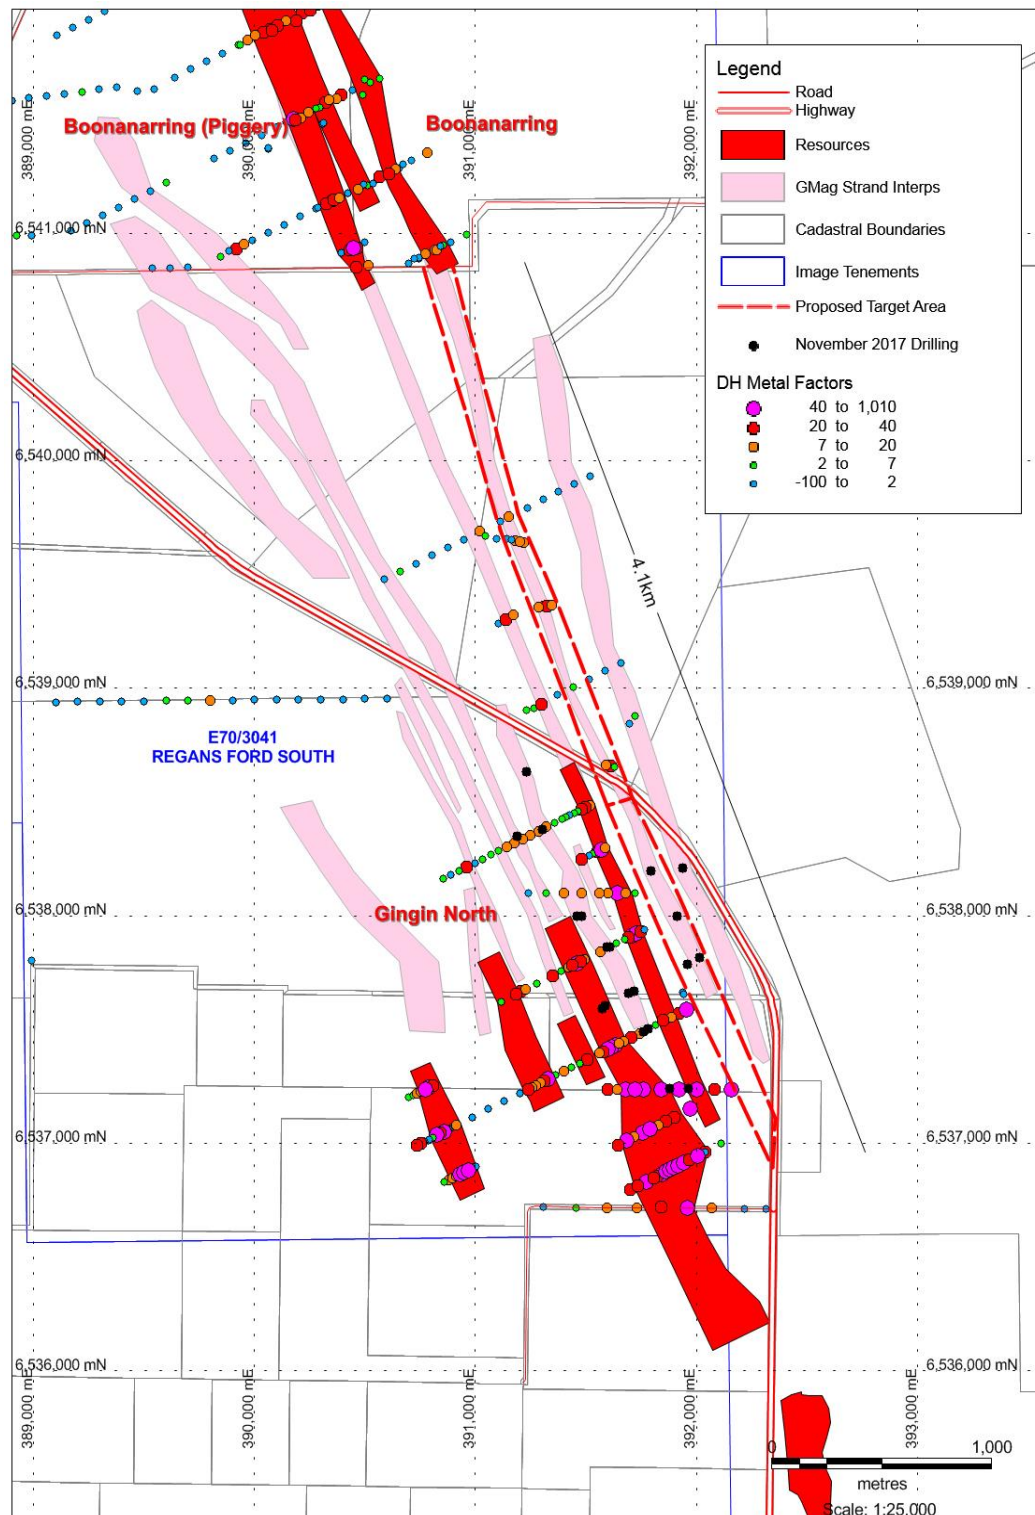 Legend
Road
Highway
Resources
GMag Strand Interps
Cadastral Boundaries
Image Tenements
Proposed Target Area
November 2017 Drilling
DH Metal Factors
40 to 1,010
20 to 40
7 to 20
2 to 7
-100 to 2
389,000 mE
390,000 mE
391,000 mE
392,000 mE
Boonanarring (Piggery)
Boonanarring
6,541,000 mN
6,540,000 mN
6,540,000 mN
4.1km
6,539,000 mN
6,539,000 mN
E70/3041
REGANS FORD SOUTH
Gingin North
6,538,000 mN
6,538,000 mN
6,537,000 mN
6,537,000 mN
6,536,000 mN
6,536,000 mN
389,000 mE
390,000 mE
391,000 mE
392,000 mE
393,000 mE
0 1,000
metres
Scale: 1:25,000